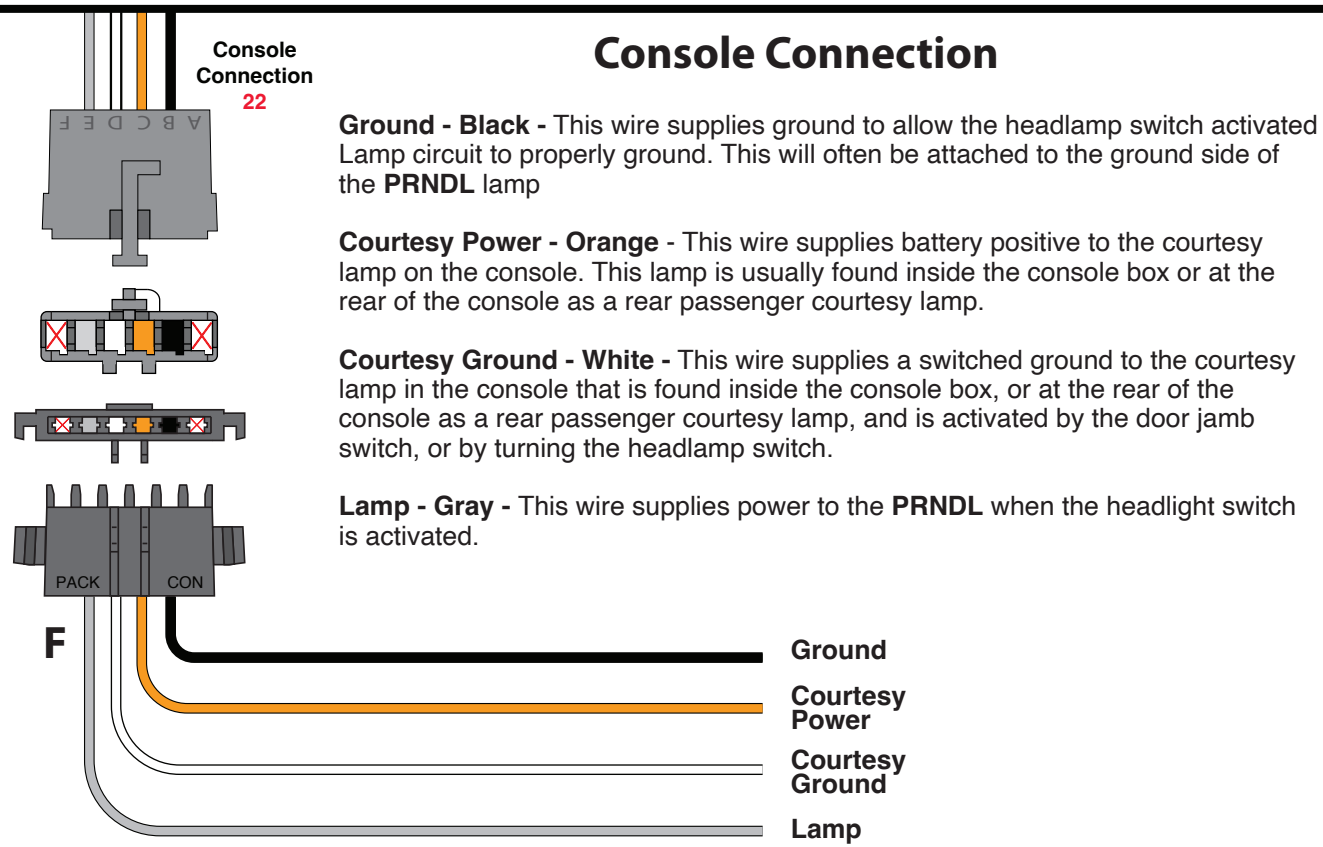 Console
Connection
22
Console Connection
F E D C B A
Ground - Black - This wire supplies ground to allow the headlamp switch activated
Lamp circuit to properly ground. This will often be attached to the ground side of
the PRNDL lamp
Courtesy Power - Orange - This wire supplies battery positive to the courtesy
lamp on the console. This lamp is usually found inside the console box or at the
rear of the console as a rear passenger courtesy lamp.
Courtesy Ground - White - This wire supplies a switched ground to the courtesy
lamp in the console that is found inside the console box, or at the rear of the
console as a rear passenger courtesy lamp, and is activated by the door jamb
switch, or by turning the headlamp switch.
Lamp - Gray - This wire supplies power to the PRNDL when the headlight switch
is activated.
PACK CON
F
Ground
Courtesy
Power
Courtesy
Ground
Lamp